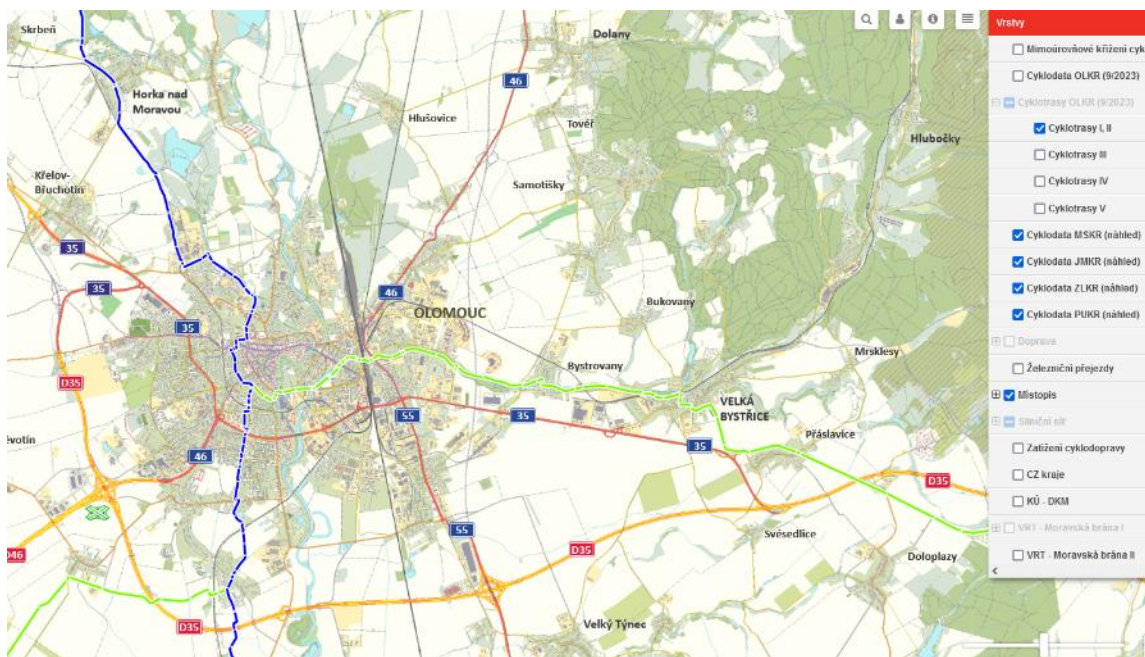 Skrbeň
Dolany
46
Horka nad
Moravou
Hlušovice
Tovéř
Hlubočky
Křelov-
Břuchotín
Samotíšky
35
35
46
35
OLOMOUC
Bukovany
Bystrovany
Mrsklesy
D35
VELKÁ
BYSTŘICE
55
35
Přáslavice
35
46
D35
Svésedlice
55
D35
Doloplazy
D35
Velký Týnec
Vrstvy
Mimoúrovňové křížení cyk
Cyklodata OLKR (9/2023)
Cyklotrasy OLKR (9/2023)
Cyklotrasy I, II
Cyklotrasy III
Cyklotrasy IV
Cyklotrasy V
Cyklodata MSKR (náhled)
Cyklodata JMKR (náhled)
Cyklodata ZLKR (náhled)
Cyklodata PUKR (náhled)
Doprava
Železniční přejezdy
Místopis
Silniční síť
Zatížení cyklodopravy
CZ kraje
KÚ - DKM
VRT - Moravská brána I
VRT - Moravská brána II